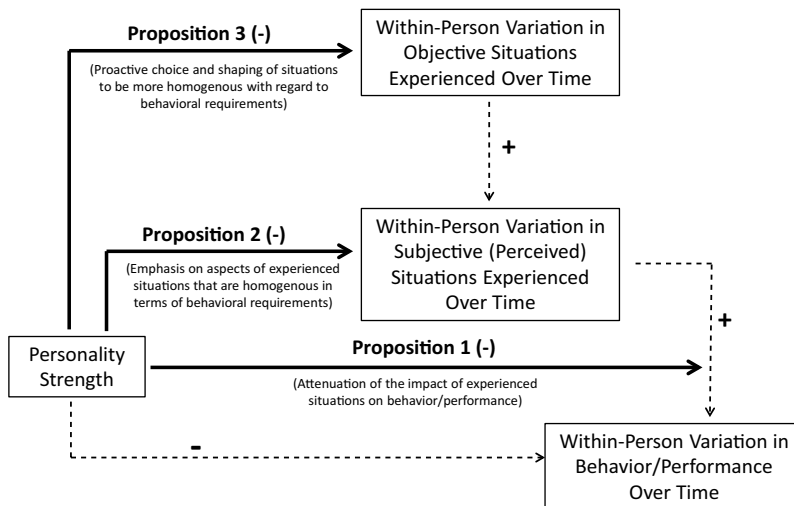 Proposition 3 (-)
(Proactive choice and shaping of situations
to be more homogenous with regard to
behavioral requirements)
Within-Person Variation in
Objective Situations
Experienced Over Time
+
Proposition 2 (-)
(Emphasis on aspects of experienced
situations that are homogenous in
terms of behavioral requirements)
Within-Person Variation in
Subjective (Perceived)
Situations Experienced
Over Time
+
Personality
Strength
Proposition 1 (-)
(Attenuation of the impact of experienced
situations on behavior/performance)
-
Within-Person Variation in
Behavior/Performance
Over Time